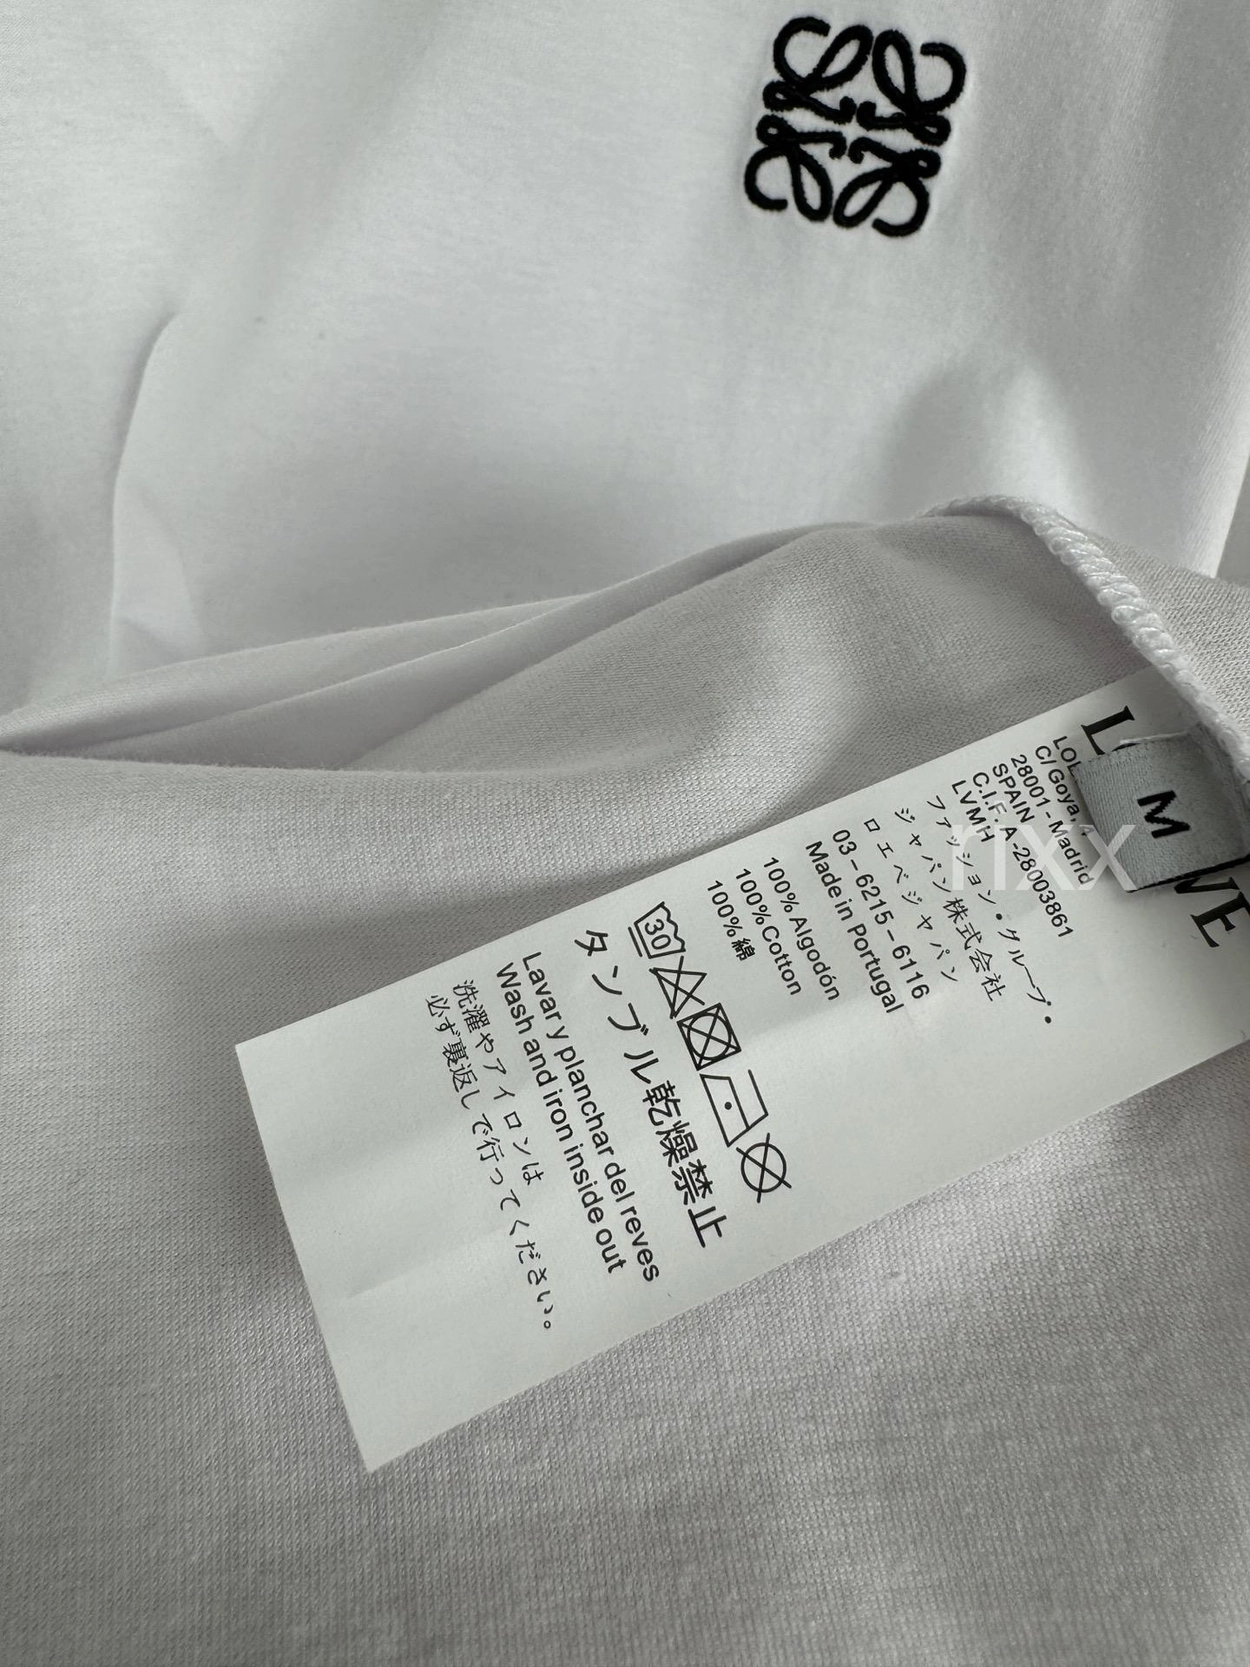 M
C/ Goya,
28001 - Madrid
SPAIN
C.I.F. A -28003861
LVMH
ファッション・グループ・
ジャパン株式会社
ロエベジャパン
03 - 6215 - 6116
Made in Portugal
100% Algodón
100% Cotton
100% 綿
30
タンブル乾燥禁止
Lavar y planchar del reves
Wash and iron inside out
洗濯やアイロンは
必ず裏返しで行ってください。